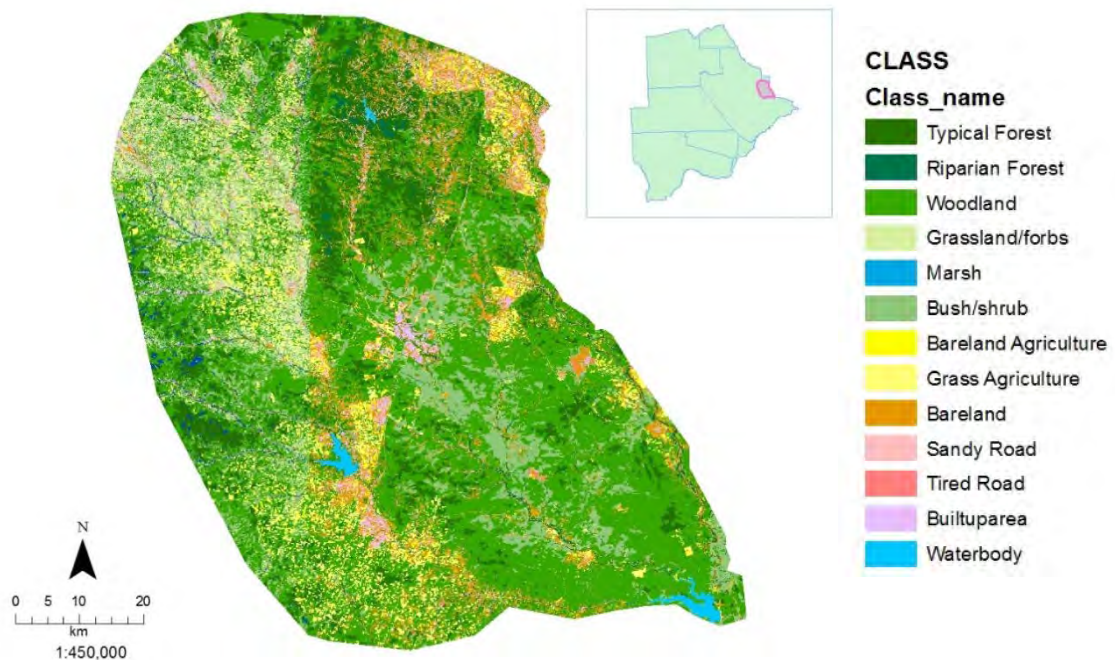 CLASS
Class_name
Typical Forest
Riparian Forest
Woodland
Grassland/forbs
Marsh
Bush/shrub
Bareland Agriculture
Grass Agriculture
Bareland
Sandy Road
Tired Road
Builtuparea
Waterbody
N
0 5 10 20
km
1:450,000